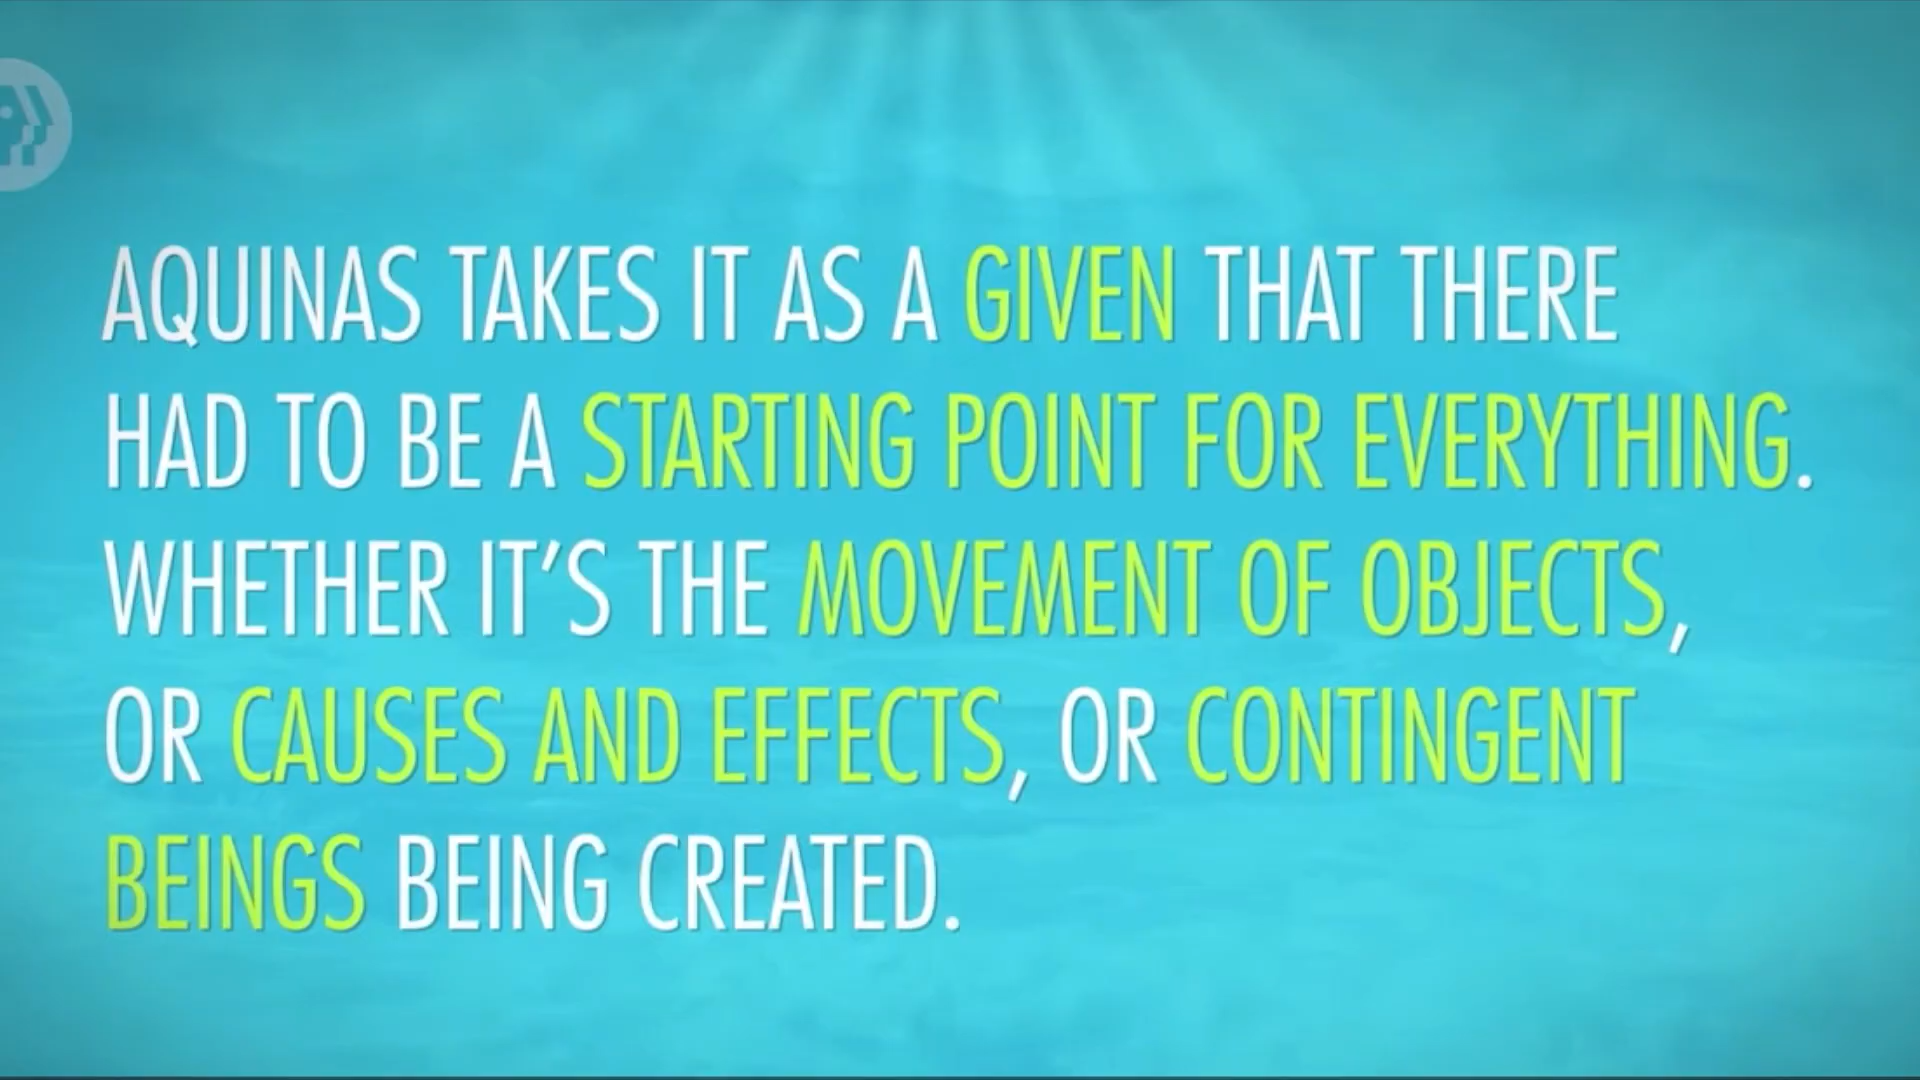 AQUINAS TAKES IT AS A GIVEN THAT THERE
HAD TO BE A STARTING POINT FOR EVERYTHING.
WHETHER IT'S THE MOVEMENT OF OBJECTS,
OR CAUSES AND EFFECTS, OR CONTINGENT
BEINGS BEING CREATED.